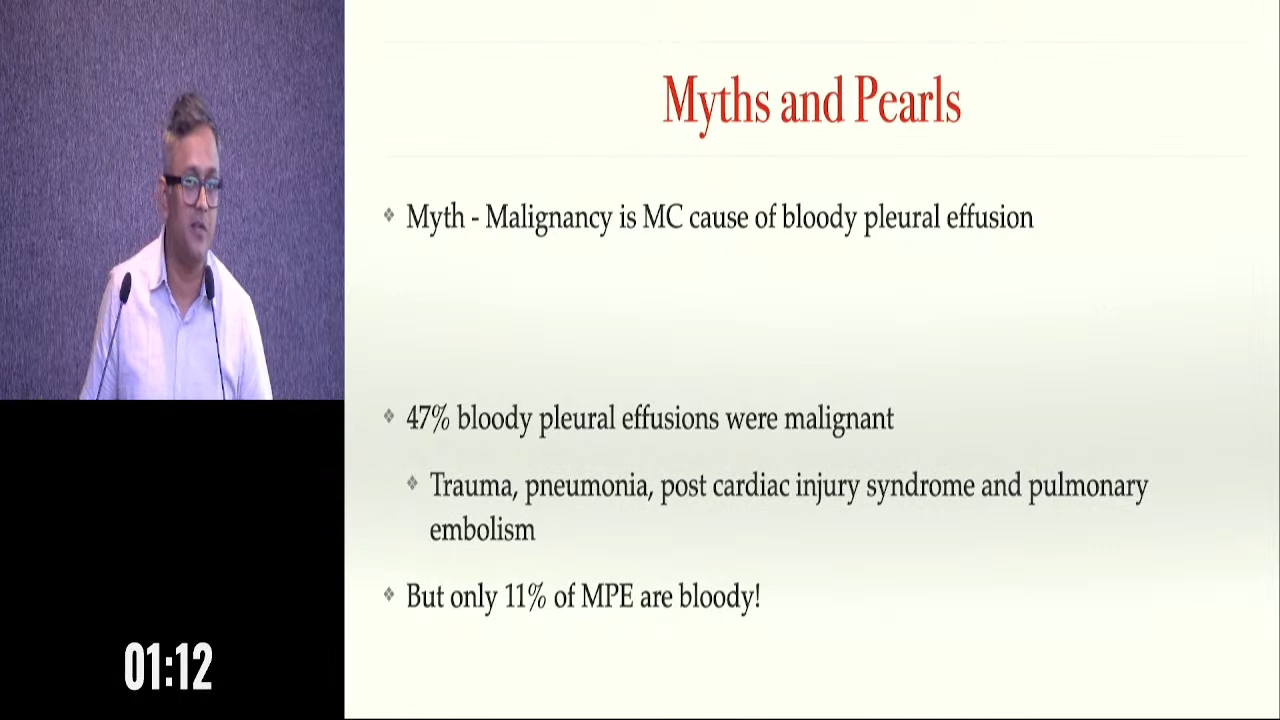 Myths and Pearls
Myth - Malignancy is MC cause of bloody pleural effusion
47% bloody pleural effusions were malignant
Trauma, pneumonia, post cardiac injury syndrome and pulmonary
embolism
But only 11% of MPE are bloody!
01:12